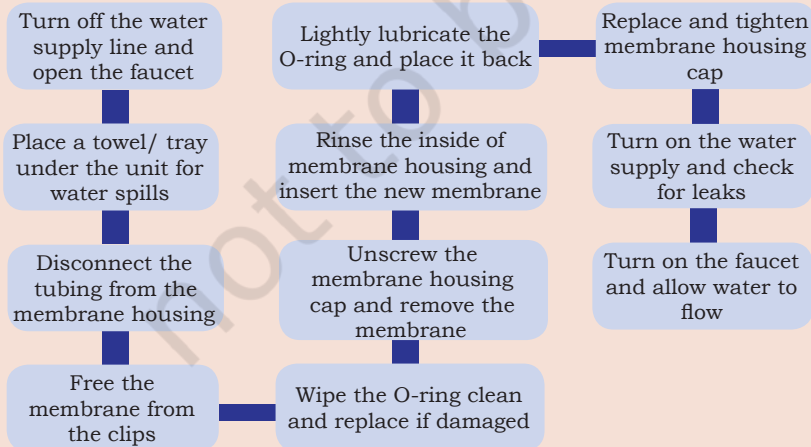 Turn off the water
supply line and
open the faucet
Place a towel/ tray
under the unit for
water spills
Disconnect the
tubing from the
membrane housing
Free the
membrane from
the clips
Wipe the O-ring clean
and replace if damaged
Unscrew the
membrane housing
cap and remove the
membrane
Rinse the inside of
membrane housing and
insert the new membrane
Lightly lubricate the
O-ring and place it back
Replace and tighten
membrane housing
cap
Turn on the water
supply and check
for leaks
Turn on the faucet
and allow water to
flow
not to b